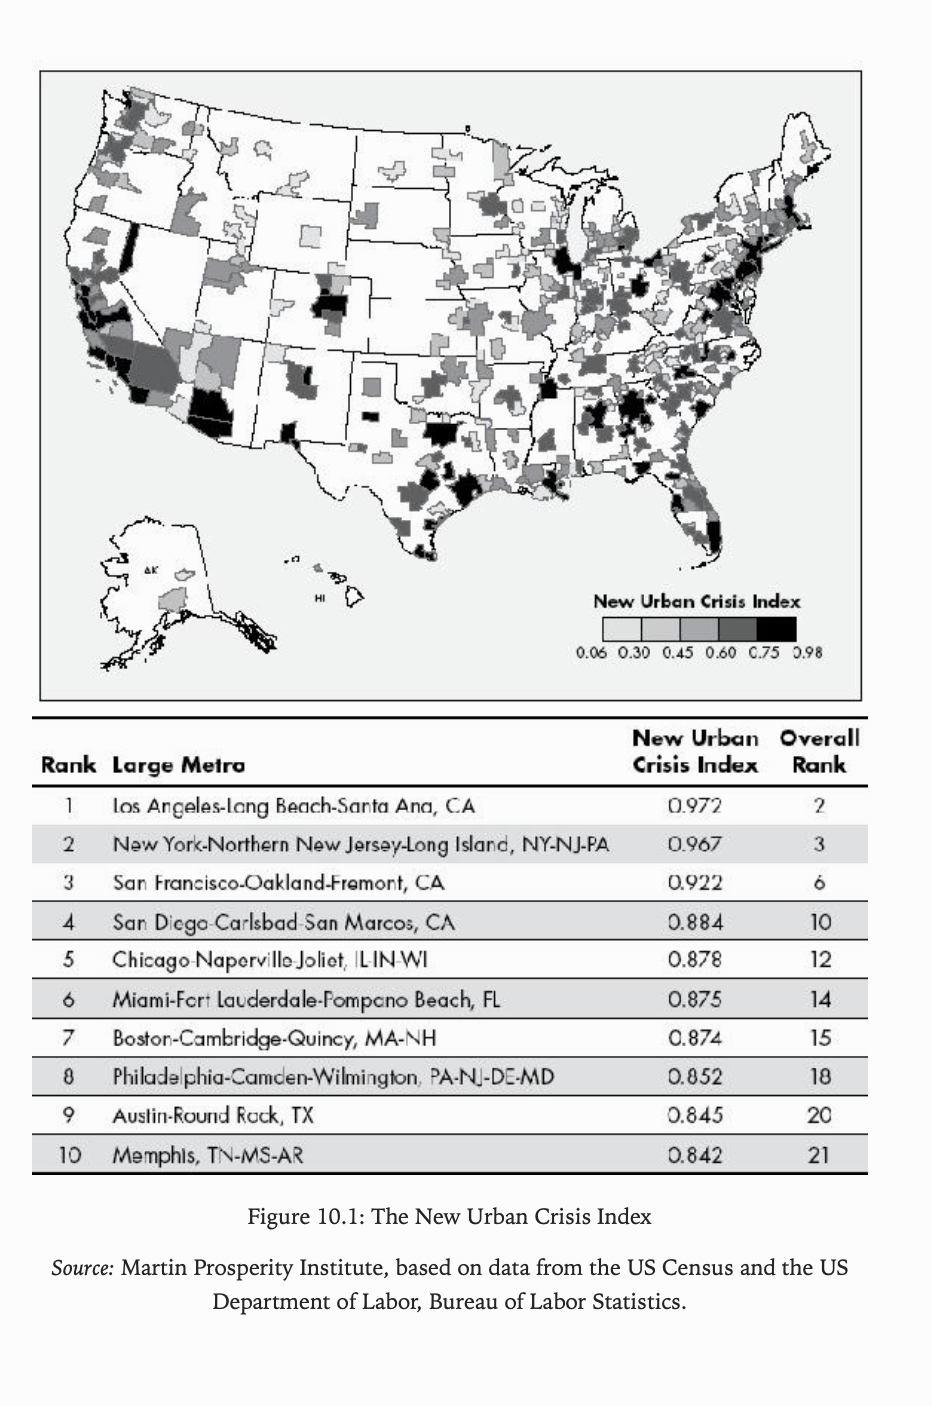 AK
HI
New Urban Crisis Index
0.06 0.30 0.45 0.60 0.75 0.98
New Urban Overall
Rank Large Metro Crisis Index Rank
1 Los Angeles-Long Beach-Santa Ana, CA 0.972 2
2 New York-Northern New Jersey-Long Island, NY-NJ-PA 0.967 3
3 San Francisco-Oakland-Fremont, CA 0.922 6
4 San Diego-Carlsbad-San Marcos, CA 0.884 10
5 Chicago-Naperville-Joliet, IL-IN-WI 0.878 12
6 Miami-Fort Lauderdale-Pompano Beach, FL 0.875 14
7 Boston-Cambridge-Quincy, MA-NH 0.874 15
8 Philadelphia-Camden-Wilmington, PA-NJ-DE-MD 0.852 18
9 Austin-Round Rock, TX 0.845 20
10 Memphis, TN-MS-AR 0.842 21
Figure 10.1: The New Urban Crisis Index
Source: Martin Prosperity Institute, based on data from the US Census and the US
Department of Labor, Bureau of Labor Statistics.